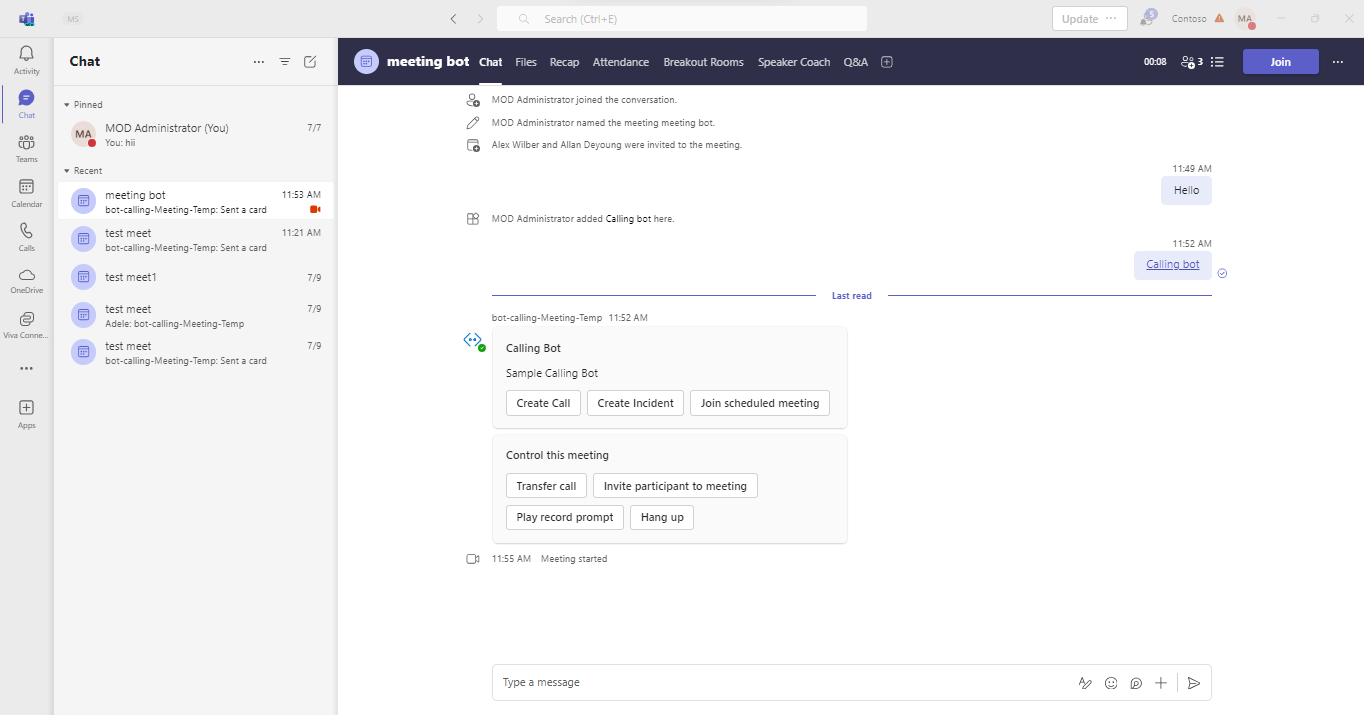 MS
Search (Ctrl+E)
Update
5
Contoso
MA
Activity
Chat
Teams
Calendar
Calls
OneDrive
Viva Conne...
Apps
Chat
Pinned
MA
MOD Administrator (You) 7/7
You: hii
Recent
meeting bot 11:53 AM
bot-calling-Meeting-Temp: Sent a card
test meet 11:21 AM
bot-calling-Meeting-Temp: Sent a card
test meet1 7/9
test meet 7/9
Adele: bot-calling-Meeting-Temp
test meet 7/9
bot-calling-Meeting-Temp: Sent a card
meeting bot Chat Files Recap Attendance Breakout Rooms Speaker Coach Q&A 00:08 3 Join
MOD Administrator joined the conversation.
MOD Administrator named the meeting meeting bot.
Alex Wilber and Allan Deyoung were invited to the meeting.
11:49 AM
Hello
MOD Administrator added Calling bot here.
11:52 AM
Calling bot
Last read
bot-calling-Meeting-Temp 11:52 AM
Calling Bot
Sample Calling Bot
Create Call Create Incident Join scheduled meeting
Control this meeting
Transfer call Invite participant to meeting
Play record prompt Hang up
11:55 AM Meeting started
Type a message